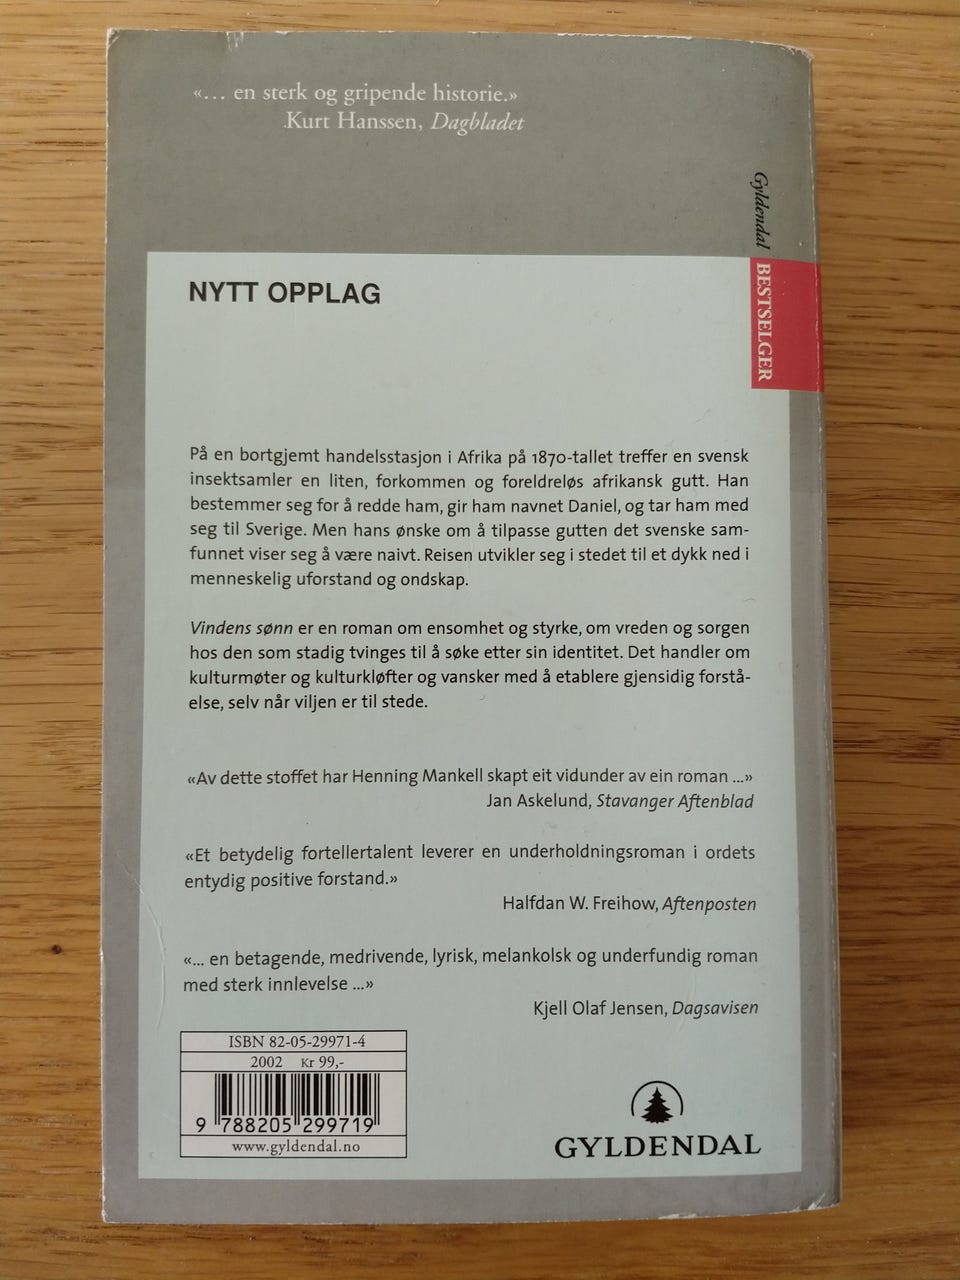 «... en sterk og gripende historie.»
Kurt Hanssen, Dagbladet
Gyldendal BESTSELGER
NYTT OPPLAG
På en bortgjemt handelsstasjon i Afrika på 1870-tallet treffer en svensk
insektsamler en liten, forkommen og foreldreløs afrikansk gutt. Han
bestemmer seg for å redde ham, gir ham navnet Daniel, og tar ham med
seg til Sverige. Men hans ønske om å tilpasse gutten det svenske sam-
funnet viser seg å være naivt. Reisen utvikler seg i stedet til et dykk ned i
menneskelig uforstand og ondskap.
Vindens sønn er en roman om ensomhet og styrke, om vreden og sorgen
hos den som stadig tvinges til å søke etter sin identitet. Det handler om
kulturmøter og kulturkløfter og vansker med å etablere gjensidig forstå-
else, selv når viljen er til stede.
«Av dette stoffet har Henning Mankell skapt eit vidunder av ein roman ...»
Jan Askelund, Stavanger Aftenblad
«Et betydelig fortellertalent leverer en underholdningsroman i ordets
entydig positive forstand.»
Halfdan W. Freihow, Aftenposten
«... en betagende, medrivende, lyrisk, melankolsk og underfundig roman
med sterk innlevelse ...»
Kjell Olaf Jensen, Dagsavisen
ISBN 82-05-29971-4
2002 Kr 99,-
9 788205 299719
www.gyldendal.no
GYLDENDAL